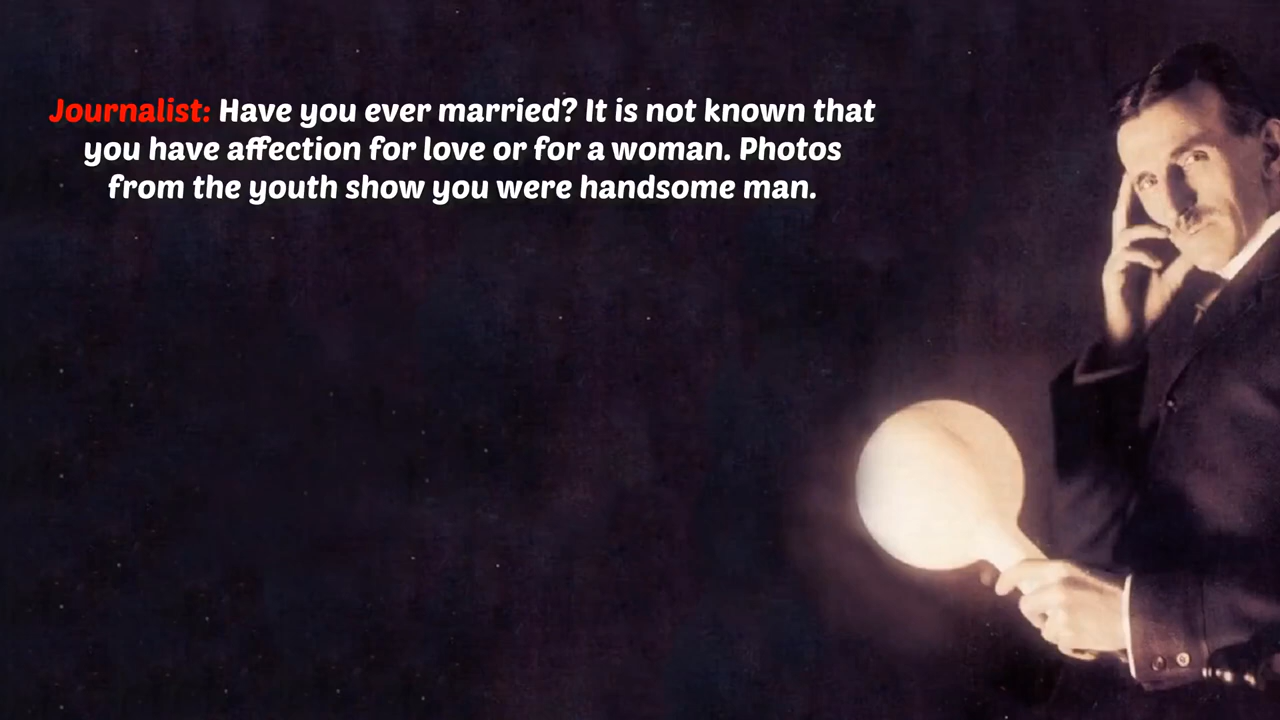 Journalist: Have you ever married? It is not known that
you have affection for love or for a woman. Photos
from the youth show you were handsome man.